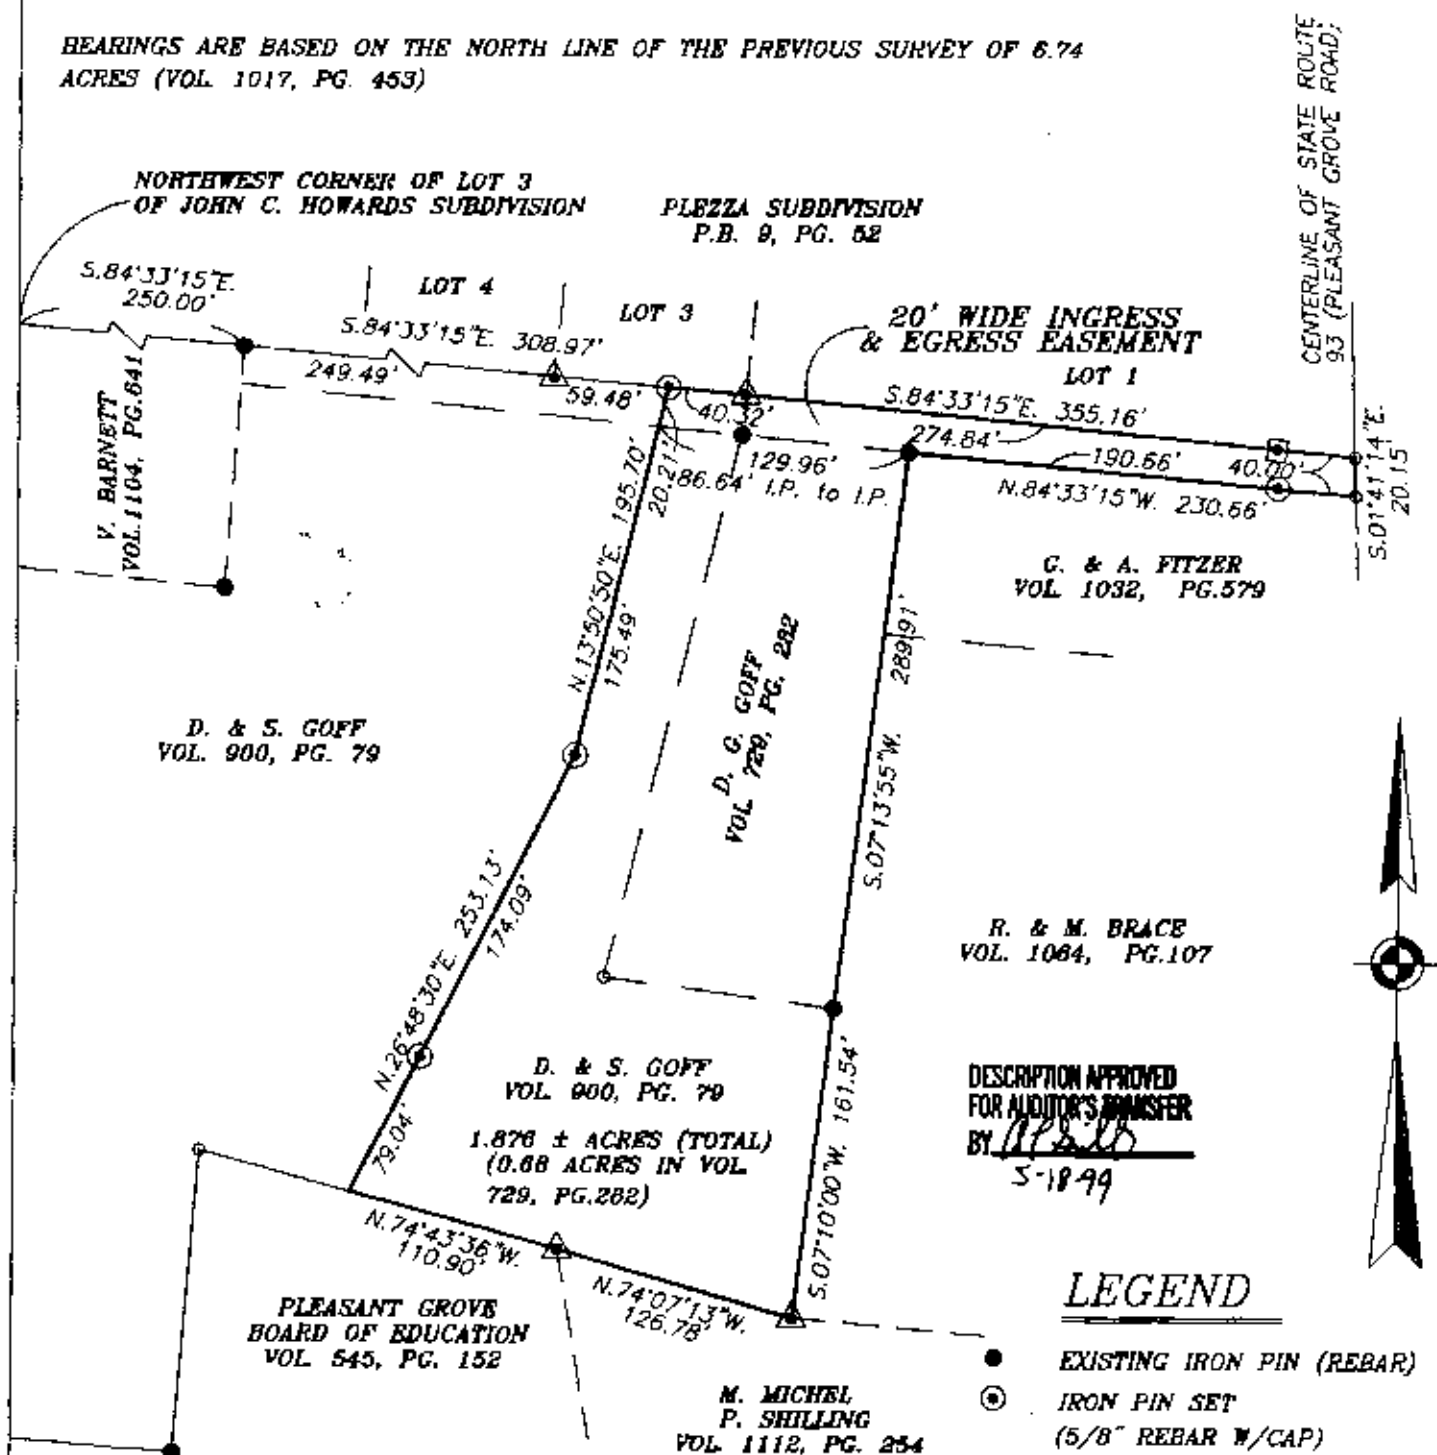 BEARINGS ARE BASED ON THE NORTH LINE OF THE PREVIOUS SURVEY OF 6.74
ACRES (VOL. 1017, PG. 453)
CENTERLINE OF STATE ROUTE
93 (PLEASANT GROVE ROAD)
NORTHWEST CORNER OF LOT 3
OF JOHN C. HOWARDS SUBDIVISION
PLEZZA SUBDIVISION
P.B. 9, PG. 52
S.84°33'15"E.
250.00'
LOT 4
LOT 3
S.84°33'15"E. 308.97'
249.49'
59.48'
20' WIDE INGRESS
& EGRESS EASEMENT
LOT 1
S.84°33'15"E. 355.16'
40.32'
274.84'
129.96'
190.66'
40.00'
86.64' I.P. to I.P.
N.84°33'15"W. 230.66'
S.01°41'14"E.
20.15'
V. BARNETT
VOL.1104, PG.641
N.13°50'50"E. 195.70'
20.21'
175.49'
G. & A. FITZER
VOL. 1032, PG.579
D. G. GOFF
VOL. 729, PG. 282
S.07°13'55"W. 289.91'
D. & S. GOFF
VOL. 900, PG. 79
N.26°48'30"E. 253.13'
174.09'
79.04'
R. & M. BRACE
VOL. 1064, PG.107
D. & S. GOFF
VOL. 900, PG. 79
1.876 ± ACRES (TOTAL)
(0.68 ACRES IN VOL.
729, PG.282)
S.07°10'00"W. 161.54'
DESCRIPTION APPROVED
FOR AUDITOR'S TRANSFER
BY
5-18-99
N.74°43'36"W.
110.90'
N.74°07'13"W.
126.78'
PLEASANT GROVE
BOARD OF EDUCATION
VOL. 545, PG. 152
M. MICHEL
P. SHILLING
VOL. 1112, PG. 254
LEGEND
EXISTING IRON PIN (REBAR)
IRON PIN SET
(5/8" REBAR W/CAP)